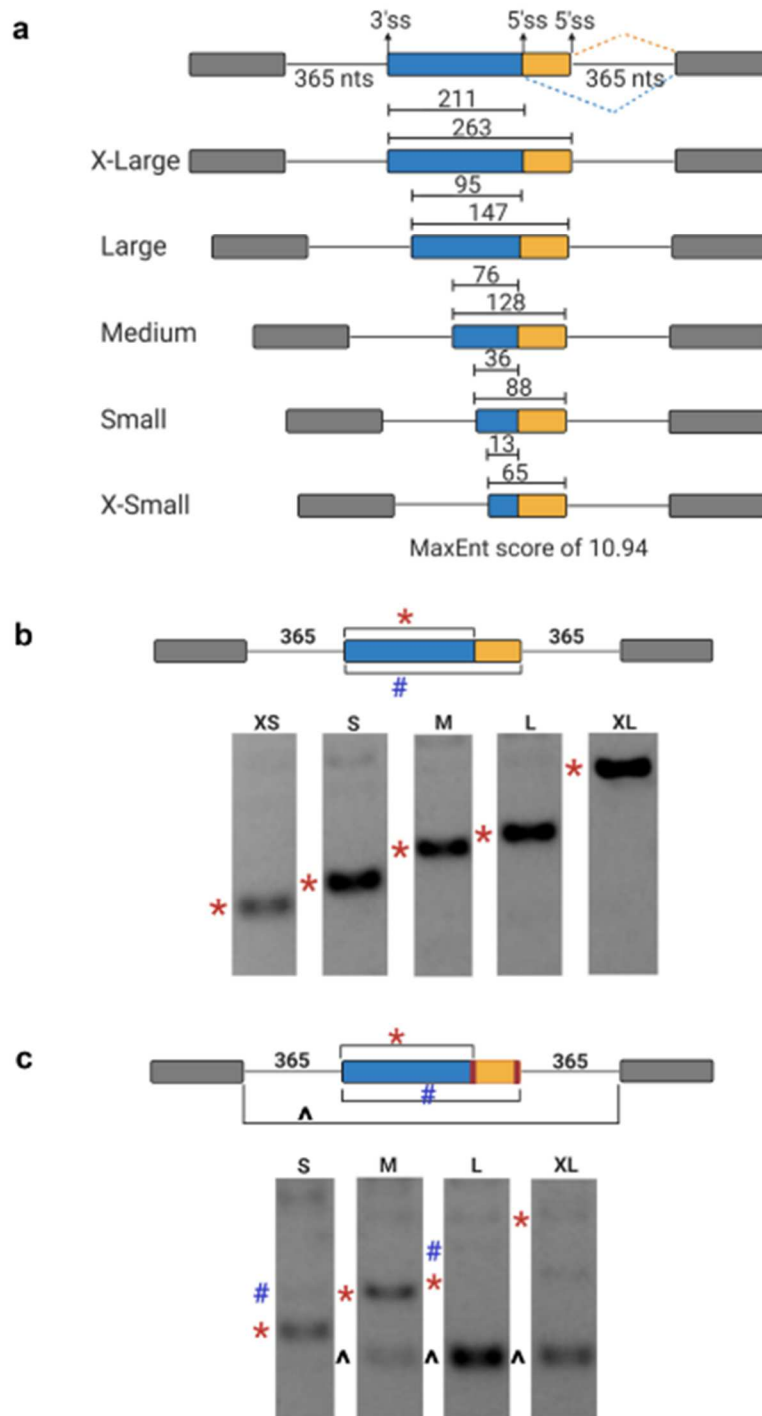 a
3'ss 5'ss 5'ss
365 nts 365 nts
211
263
X-Large
95
147
Large
76
128
Medium
36
88
Small
13
65
X-Small
MaxEnt score of 10.94
b
*
365 365
#
XS S M L XL
*
*
*
*
*
c
*
365 365
#
^
S M L XL
*
#
# * *
*
^ ^ ^